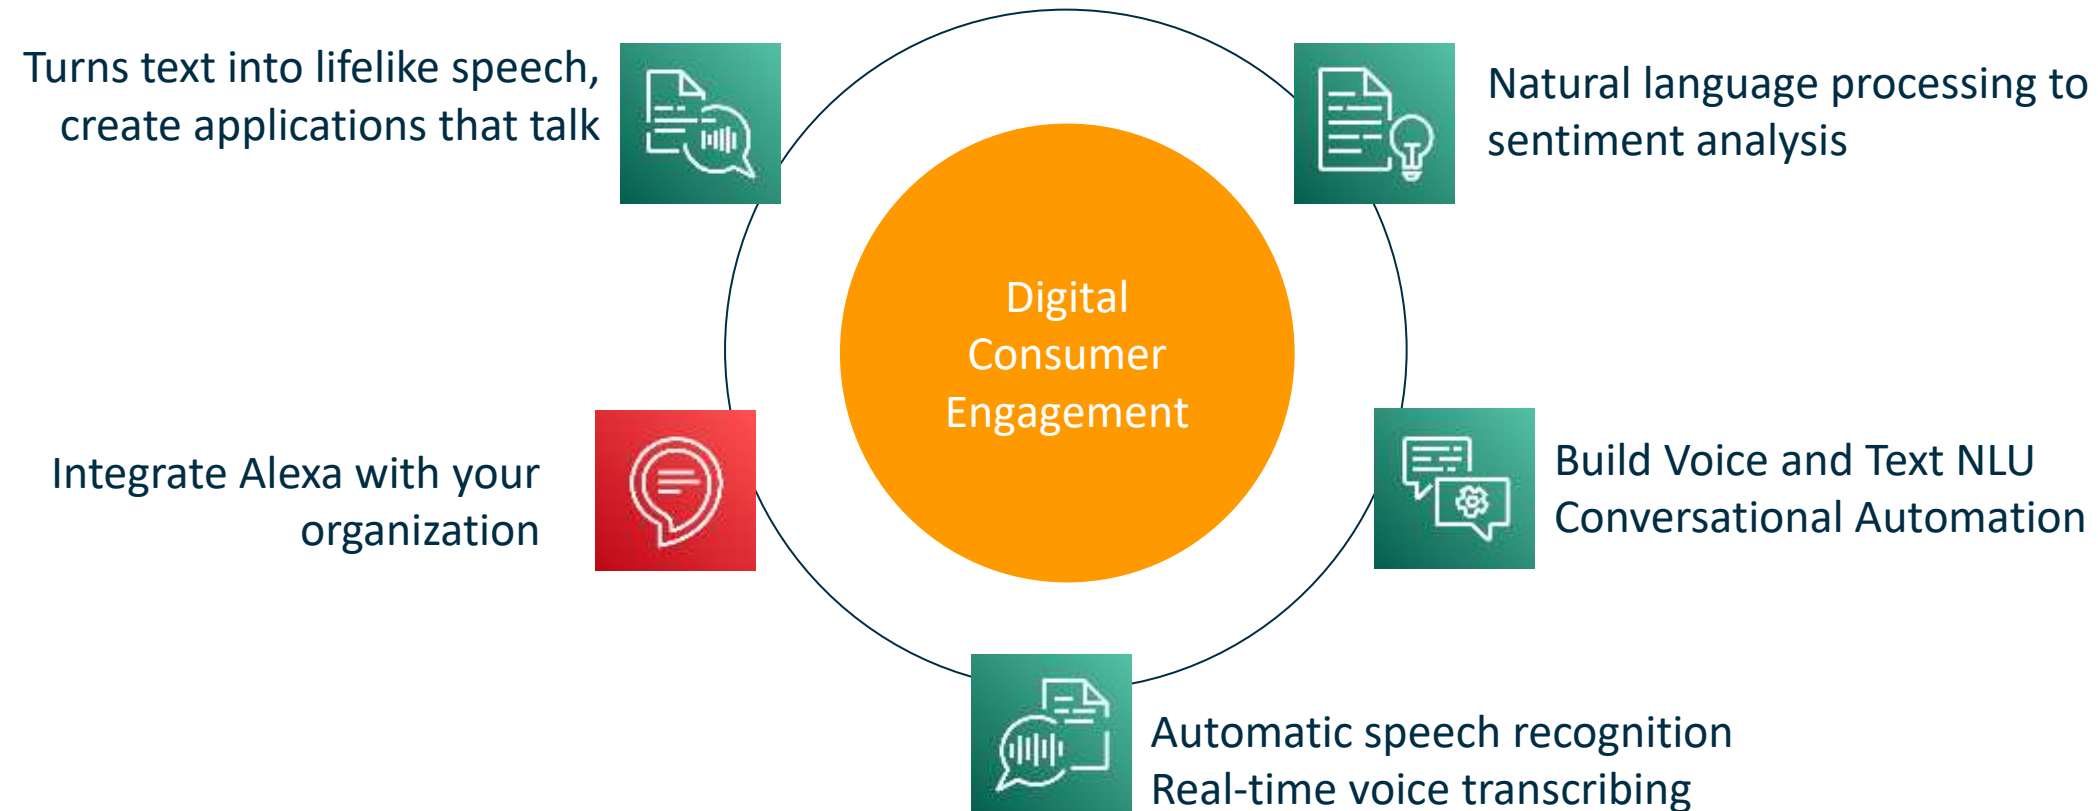 Turns text into lifelike speech,
create applications that talk
Natural language processing to
sentiment analysis
Digital
Consumer
Engagement
Integrate Alexa with your
organization
Build Voice and Text NLU
Conversational Automation
Automatic speech recognition
Real-time voice transcribing